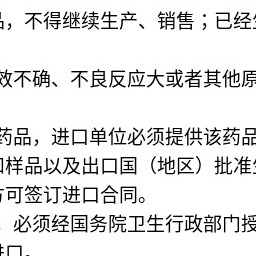 品，不得继续生产、销售；已经生
效不确、不良反应大或者其他原
药品，进口单位必须提供该药品
和样品以及出口国（地区）批准生
方可签订进口合同。
，必须经国务院卫生行政部门授
进口。